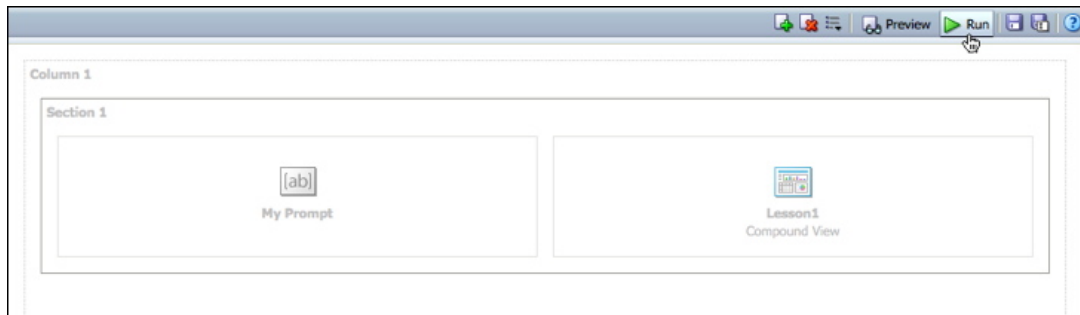 Preview Run
Column 1
Section 1
[ab]
My Prompt
Lesson1
Compound View